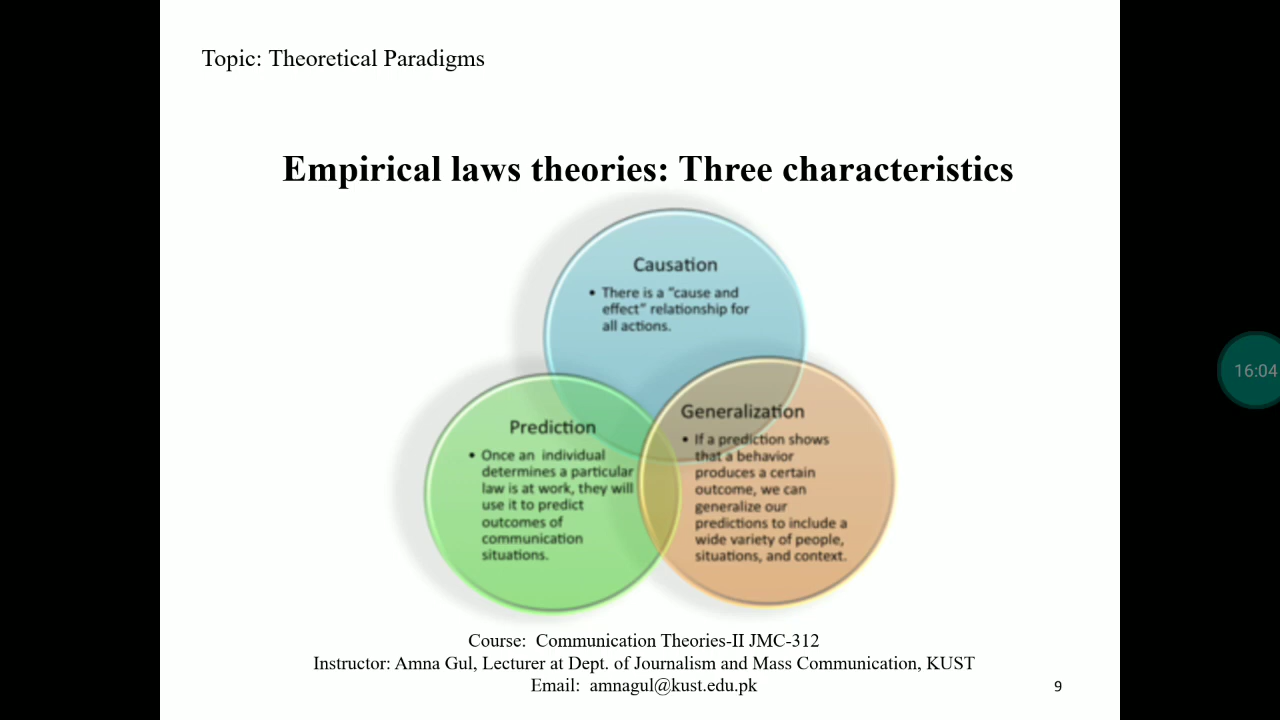 Topic: Theoretical Paradigms
Empirical laws theories: Three characteristics
Causation
• There is a "cause and
effect" relationship for
all actions.
Prediction
• Once an individual
determines a particular
law is at work, they will
use it to predict
outcomes of
communication
situations.
Generalization
• If a prediction shows
that a behavior
produces a certain
outcome, we can
generalize our
predictions to include a
wide variety of people,
situations, and context.
16:04
Course: Communication Theories-II JMC-312
Instructor: Amna Gul, Lecturer at Dept. of Journalism and Mass Communication, KUST
Email: amnagul@kust.edu.pk
9